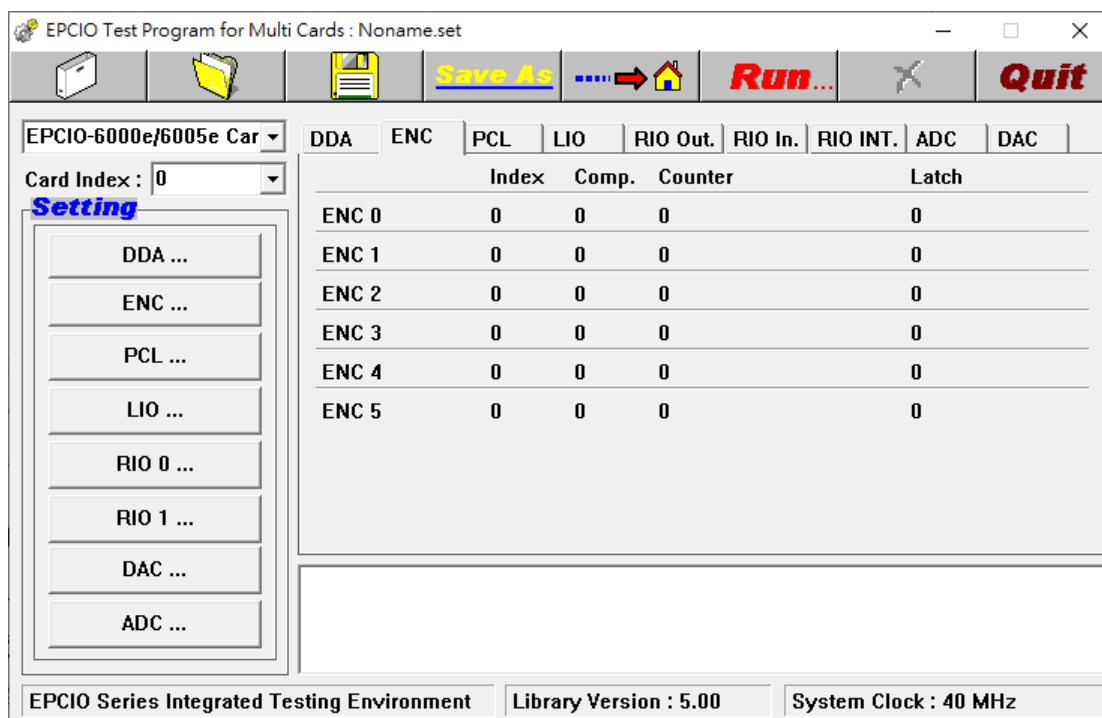 EPCIO Test Program for Multi Cards : Noname.set
Save As Run... Quit
EPCIO-6000e/6005e Car
Card Index : 0
Setting
DDA ...
ENC ...
PCL ...
LIO ...
RIO 0 ...
RIO 1 ...
DAC ...
ADC ...
DDA ENC PCL LIO RIO Out. RIO In. RIO INT. ADC DAC
Index Comp. Counter Latch
ENC 0 0 0 0 0
ENC 1 0 0 0 0
ENC 2 0 0 0 0
ENC 3 0 0 0 0
ENC 4 0 0 0 0
ENC 5 0 0 0 0
EPCIO Series Integrated Testing Environment Library Version : 5.00 System Clock : 40 MHz